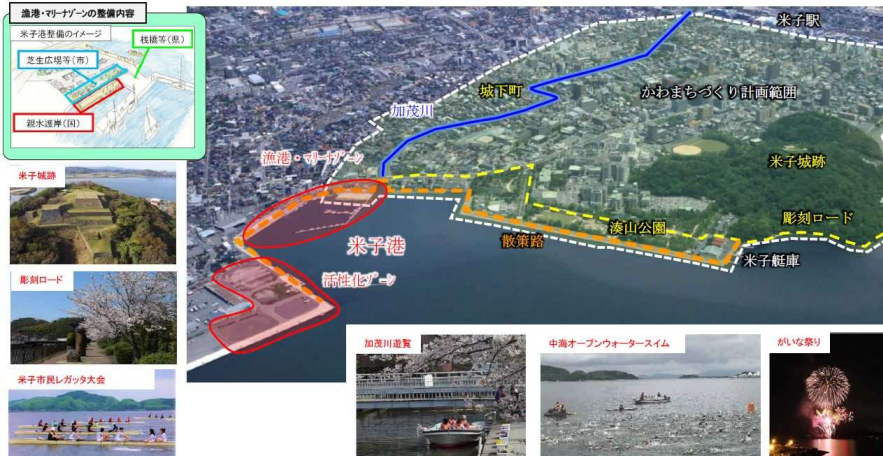 漁港・マリーナゾーンの整備内容
米子港整備のイメージ
桟橋等(県)
芝生広場等(市)
親水護岸(国)
米子駅
加茂川
城下町
かわまちづくり計画範囲
漁港・マリーナゾーン
米子城跡
米子港
散策路
湊山公園
彫刻ロード
米子艇庫
活性化ゾーン
米子城跡
彫刻ロード
米子市民レガッタ大会
加茂川遊覧
中海オープンウォータースイム
がいな祭り